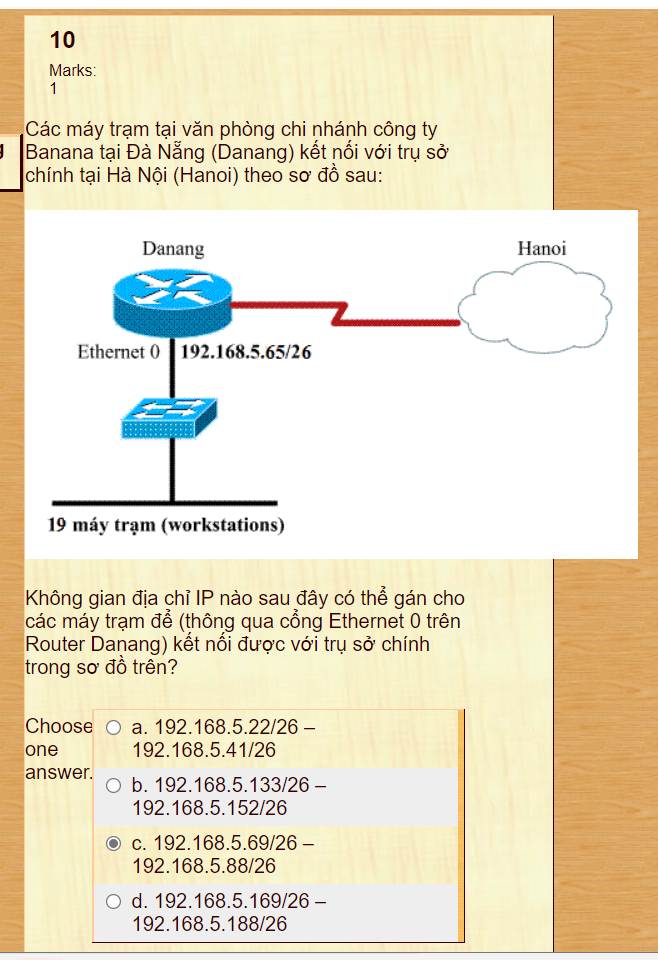 10
Marks:
1
Các máy trạm tại văn phòng chi nhánh công ty
Banana tại Đà Nẵng (Danang) kết nối với trụ sở
chính tại Hà Nội (Hanoi) theo sơ đồ sau:
Danang
Hanoi
Ethernet 0
192.168.5.65/26
19 máy trạm (workstations)
Không gian địa chỉ IP nào sau đây có thể gán cho
các máy trạm để (thông qua cổng Ethernet 0 trên
Router Danang) kết nối được với trụ sở chính
trong sơ đồ trên?
Choose
one
answer.
a. 192.168.5.22/26 –
192.168.5.41/26
b. 192.168.5.133/26 –
192.168.5.152/26
c. 192.168.5.69/26 –
192.168.5.88/26
d. 192.168.5.169/26 –
192.168.5.188/26